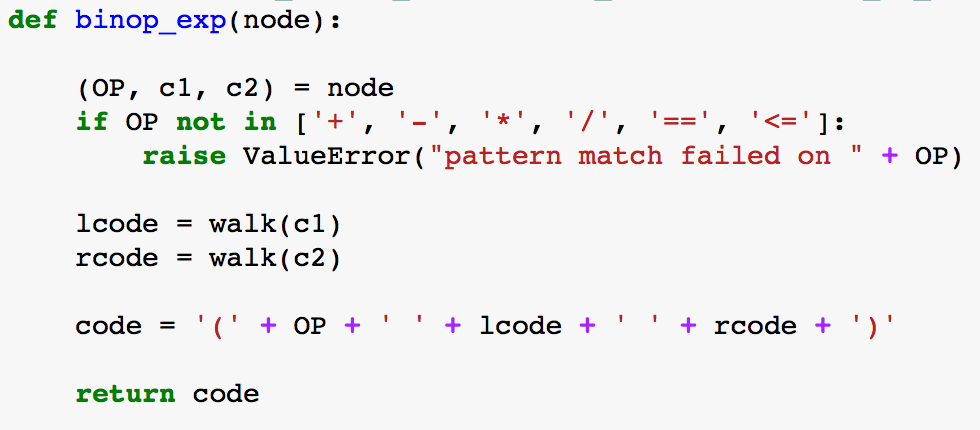 def binop_exp(node):
(OP, c1, c2) = node
if OP not in ['+', '-', '*', '/', '==', '<=']:
raise ValueError("pattern match failed on " + OP)
lcode = walk(c1)
rcode = walk(c2)
code = '(' + OP + ' ' + lcode + ' ' + rcode + ')'
return code